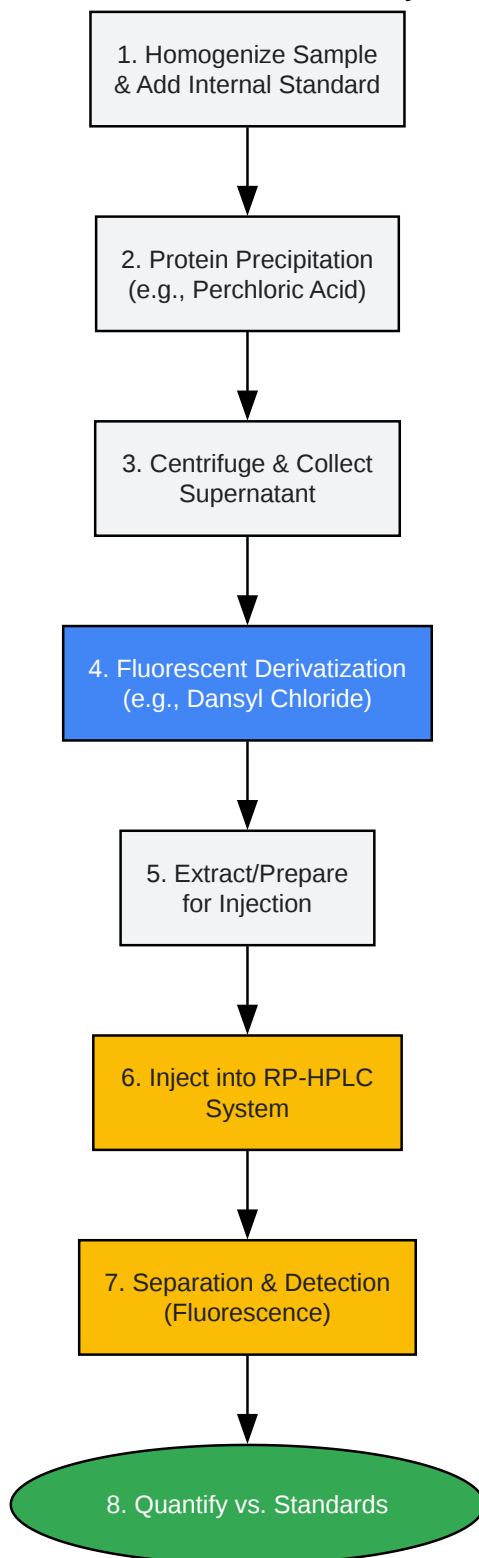 1. Homogenize Sample
& Add Internal Standard
2. Protein Precipitation
(e.g., Perchloric Acid)
3. Centrifuge & Collect
Supernatant
4. Fluorescent Derivatization
(e.g., Dansyl Chloride)
5. Extract/Prepare
for Injection
6. Inject into RP-HPLC
System
7. Separation & Detection
(Fluorescence)
8. Quantify vs. Standards